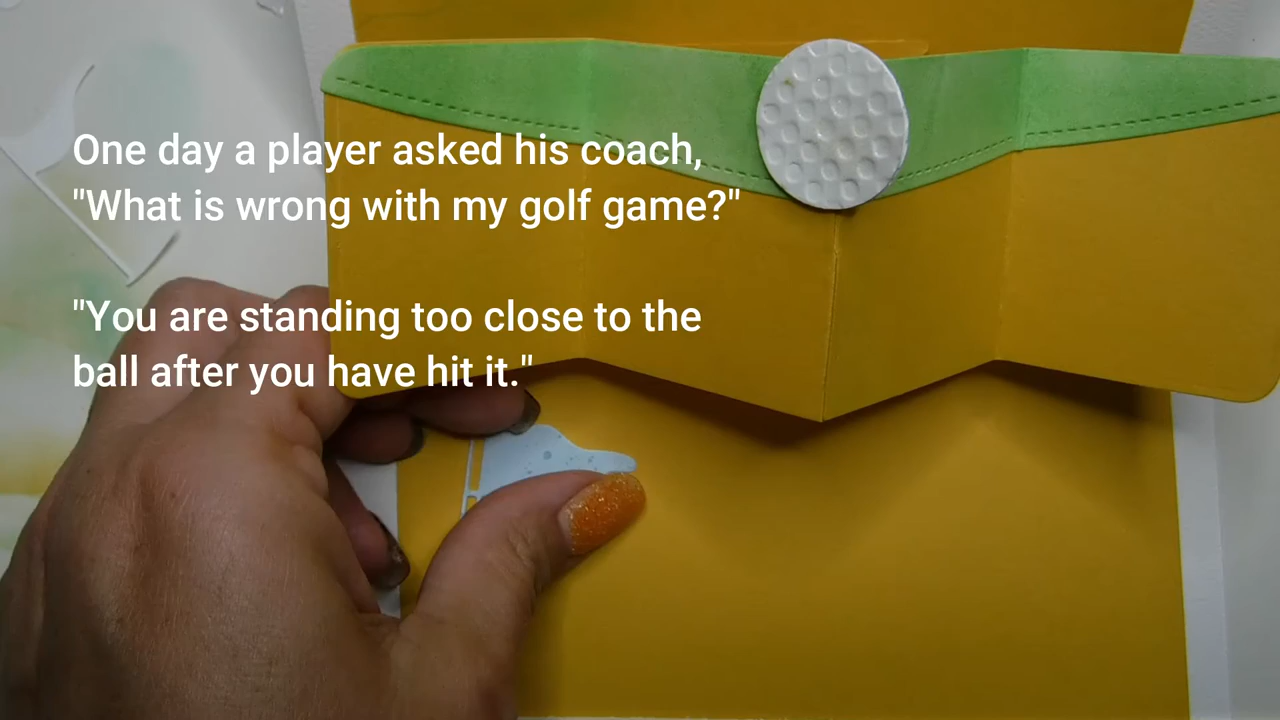 One day a player asked his coach,
"What is wrong with my golf game?"
"You are standing too close to the
ball after you have hit it."